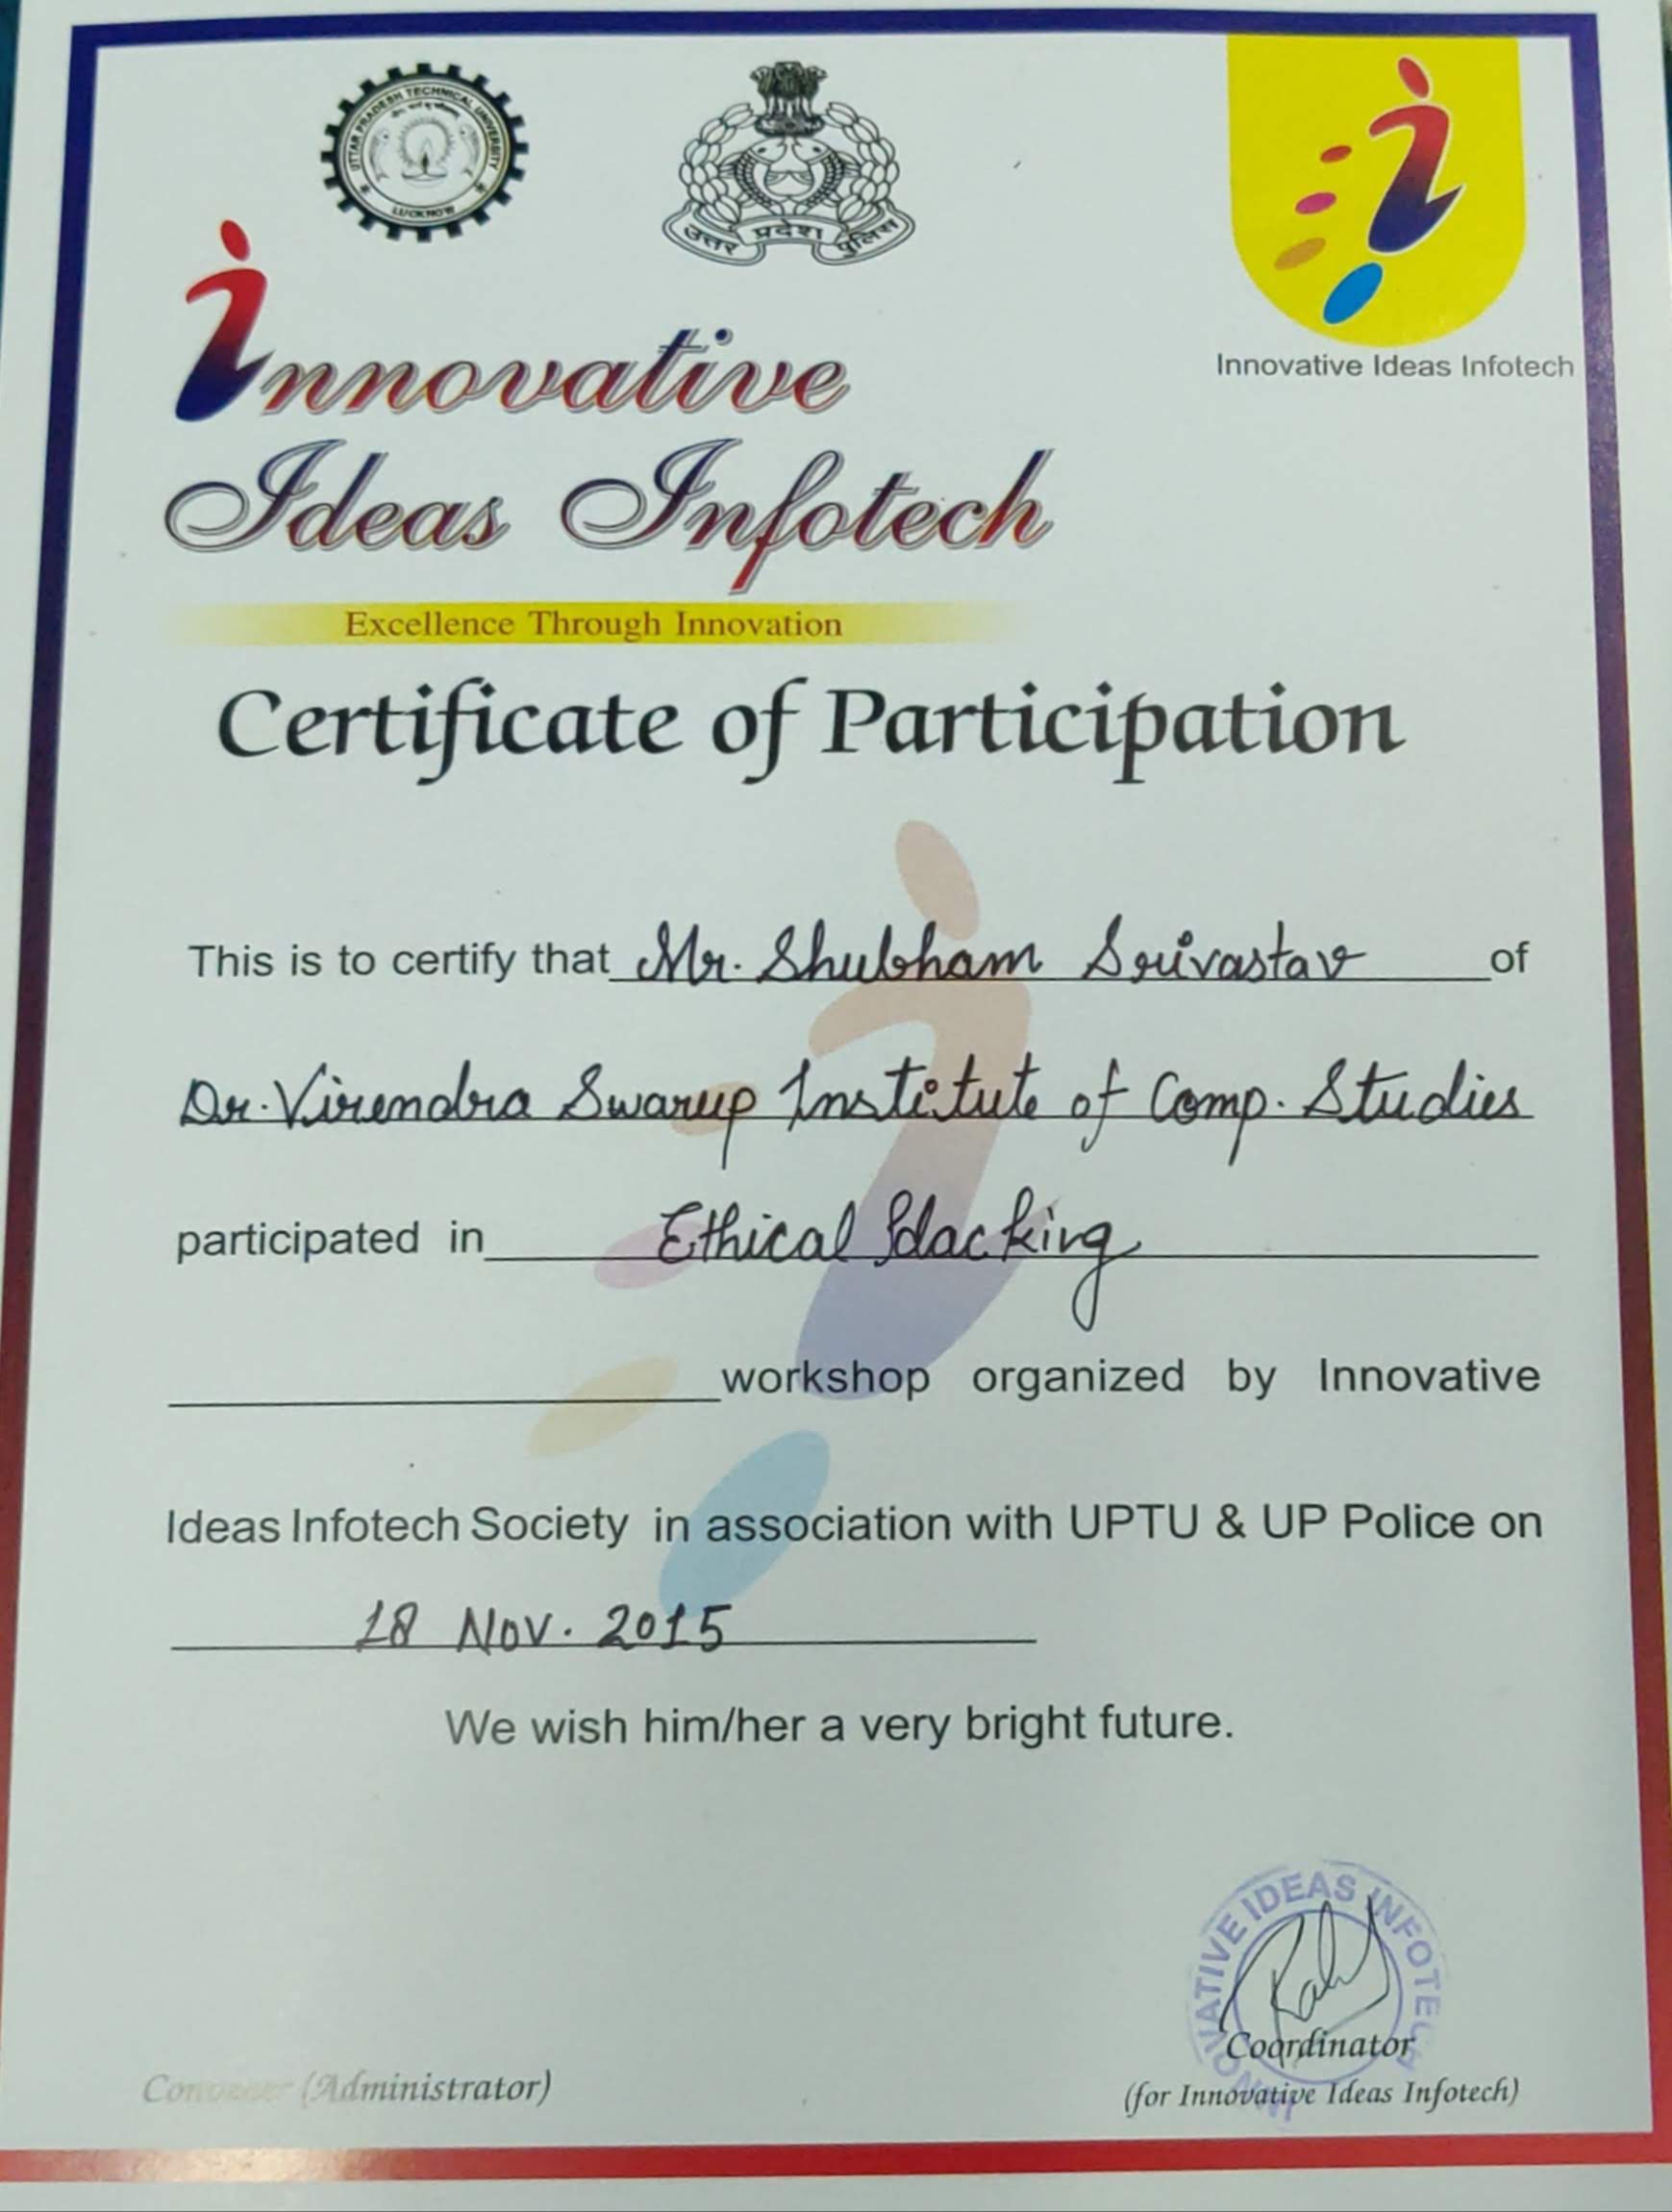 UTTAR PRADESH TECHNICAL UNIVERSITY
LUCKNOW
उत्तर प्रदेश पुलिस
Innovative Ideas Infotech
innovative
Ideas Infotech
Excellence Through Innovation
Certificate of Participation
This is to certify that Mr. Shubham Srivastav of
Dr. Virendra Swarup Institute of Comp. Studies
participated in Ethical Hacking
workshop organized by Innovative
Ideas Infotech Society in association with UPTU & UP Police on
18 Nov. 2015
We wish him/her a very bright future.
INNOVATIVE IDEAS INFOTECH
Coordinator
(Administrator)
(for Innovative Ideas Infotech)